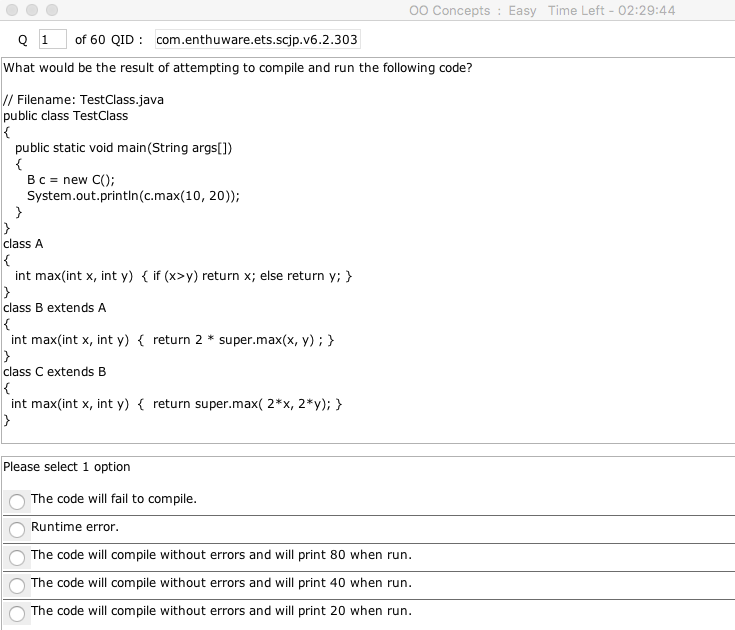 OO Concepts : Easy Time Left - 02:29:44
Q 1 of 60 QID : com.enthuware.ets.scjp.v6.2.303
What would be the result of attempting to compile and run the following code?
// Filename: TestClass.java
public class TestClass
{
public static void main(String args[])
{
B c = new C();
System.out.println(c.max(10, 20));
}
}
class A
{
int max(int x, int y) { if (x>y) return x; else return y; }
}
class B extends A
{
int max(int x, int y) { return 2 * super.max(x, y) ; }
}
class C extends B
{
int max(int x, int y) { return super.max( 2*x, 2*y); }
}
Please select 1 option
The code will fail to compile.
Runtime error.
The code will compile without errors and will print 80 when run.
The code will compile without errors and will print 40 when run.
The code will compile without errors and will print 20 when run.